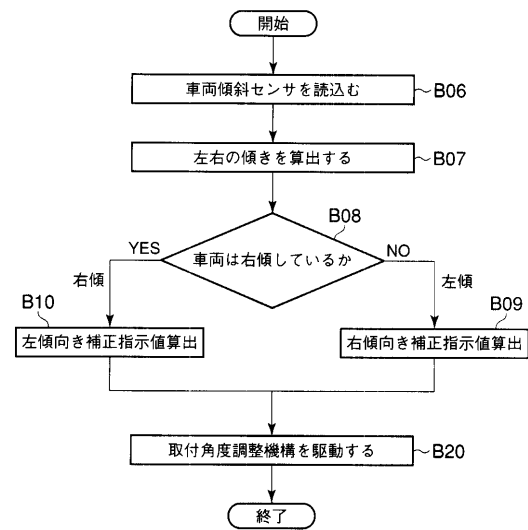 開始
車両傾斜センサを読込む
B06
左右の傾きを算出する
B07
B08
YES
車両は右傾しているか
NO
右傾
左傾
B10
B09
左傾向き補正指示値算出
右傾向き補正指示値算出
取付角度調整機構を駆動する
B20
終了